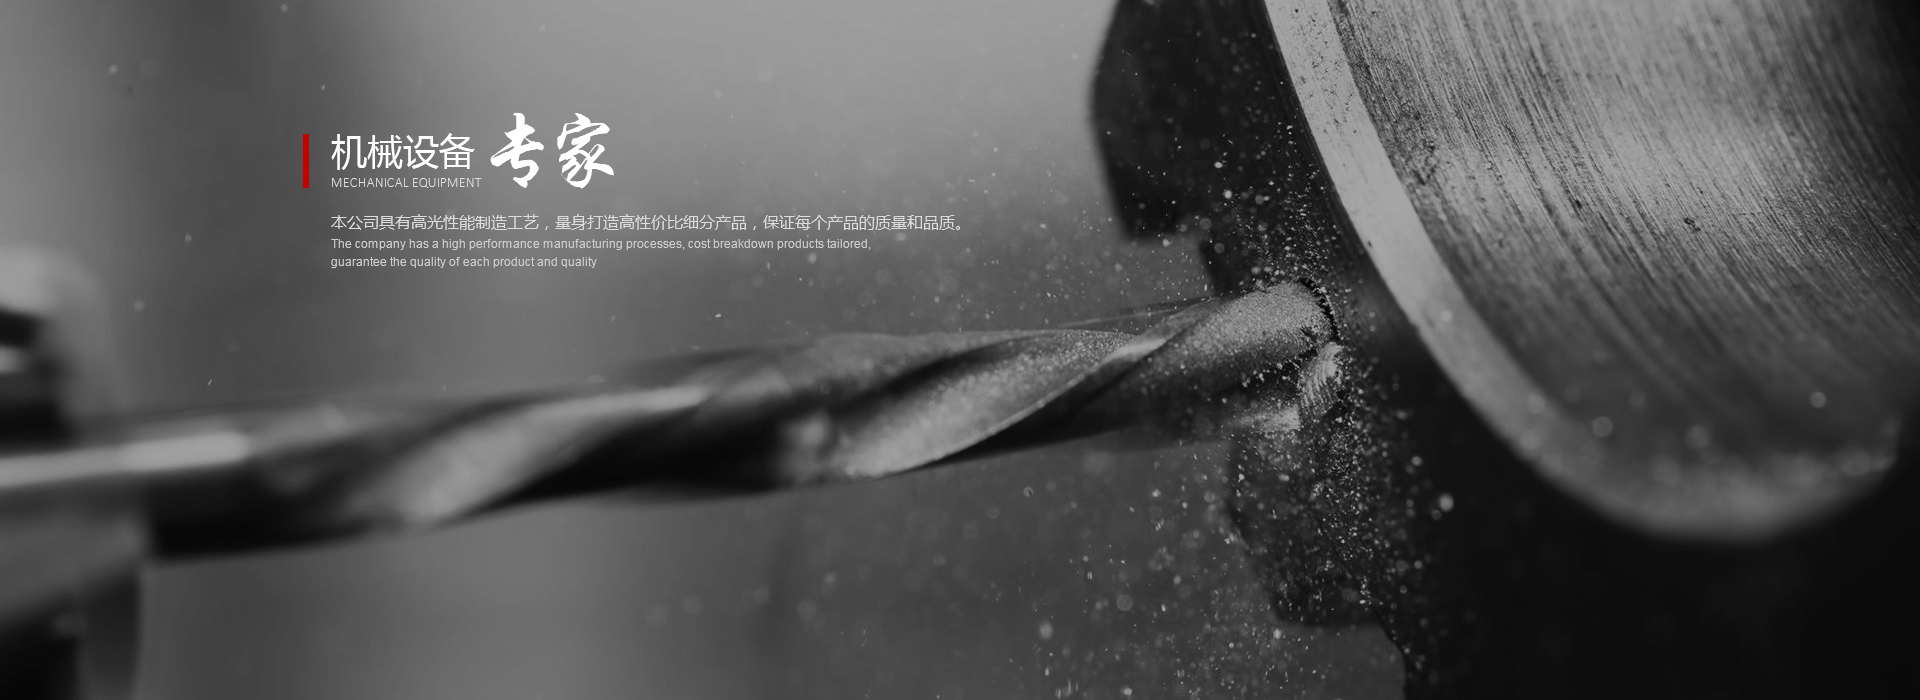 机械设备 专家
MECHANICAL EQUIPMENT
本公司具有高光性能制造工艺，量身打造高性价比细分产品，保证每个产品的质量和品质。
The company has a high performance manufacturing processes, cost breakdown products tailored,
guarantee the quality of each product and quality